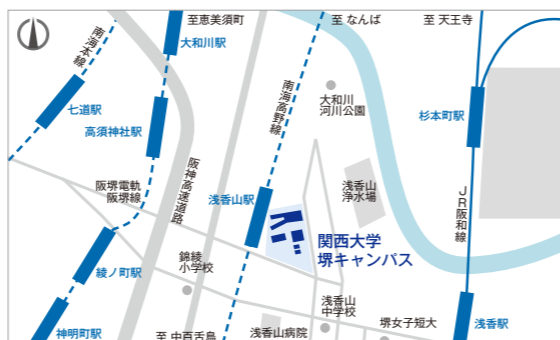 至恵美須町
至 なんば
至 天王寺
南海本線
大和川駅
南海高野線
大和川
河川公園
七道駅
高須神社駅
杉本町駅
阪神高速道路
阪堺電軌
阪堺線
浅香山駅
浅香山
浄水場
JR阪和線
関西大学
堺キャンパス
綾ノ町駅
錦綾
小学校
浅香山
中学校
神明町駅
至 中百舌鳥
浅香山病院
堺女子短大
浅香駅